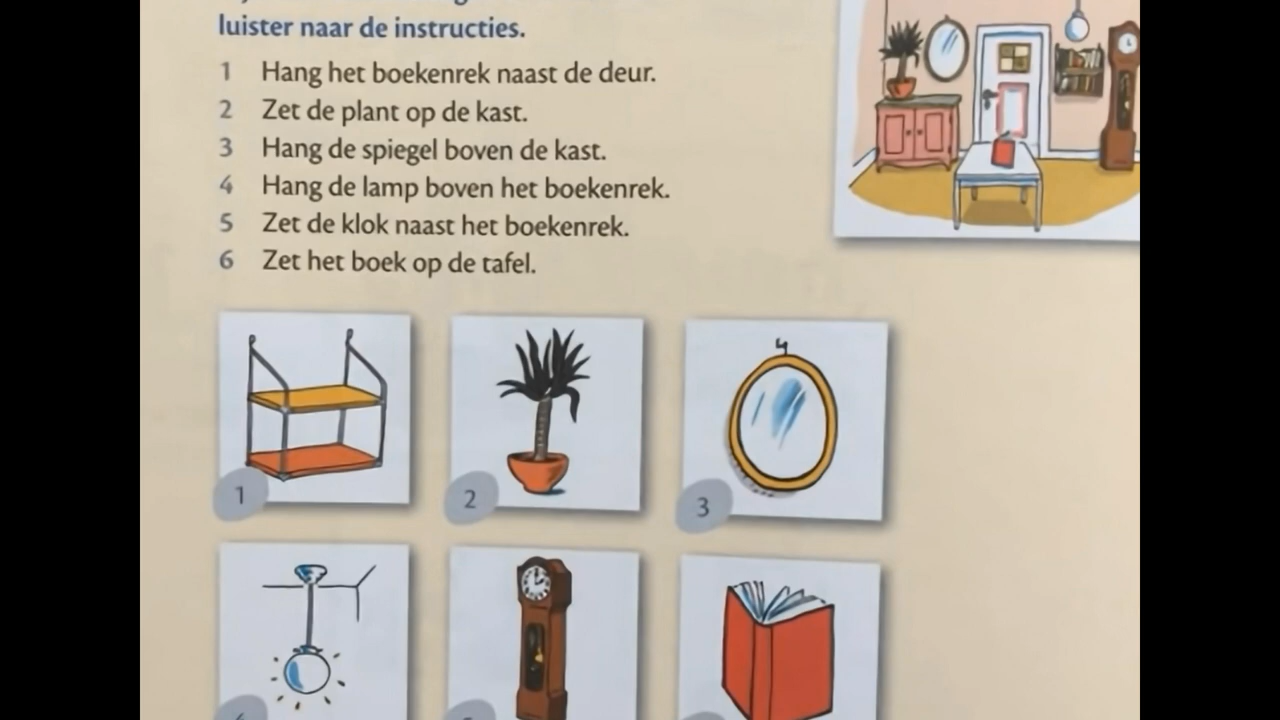 luister naar de instructies.
1 Hang het boekenrek naast de deur.
2 Zet de plant op de kast.
3 Hang de spiegel boven de kast.
4 Hang de lamp boven het boekenrek.
5 Zet de klok naast het boekenrek.
6 Zet het boek op de tafel.
1
2
3